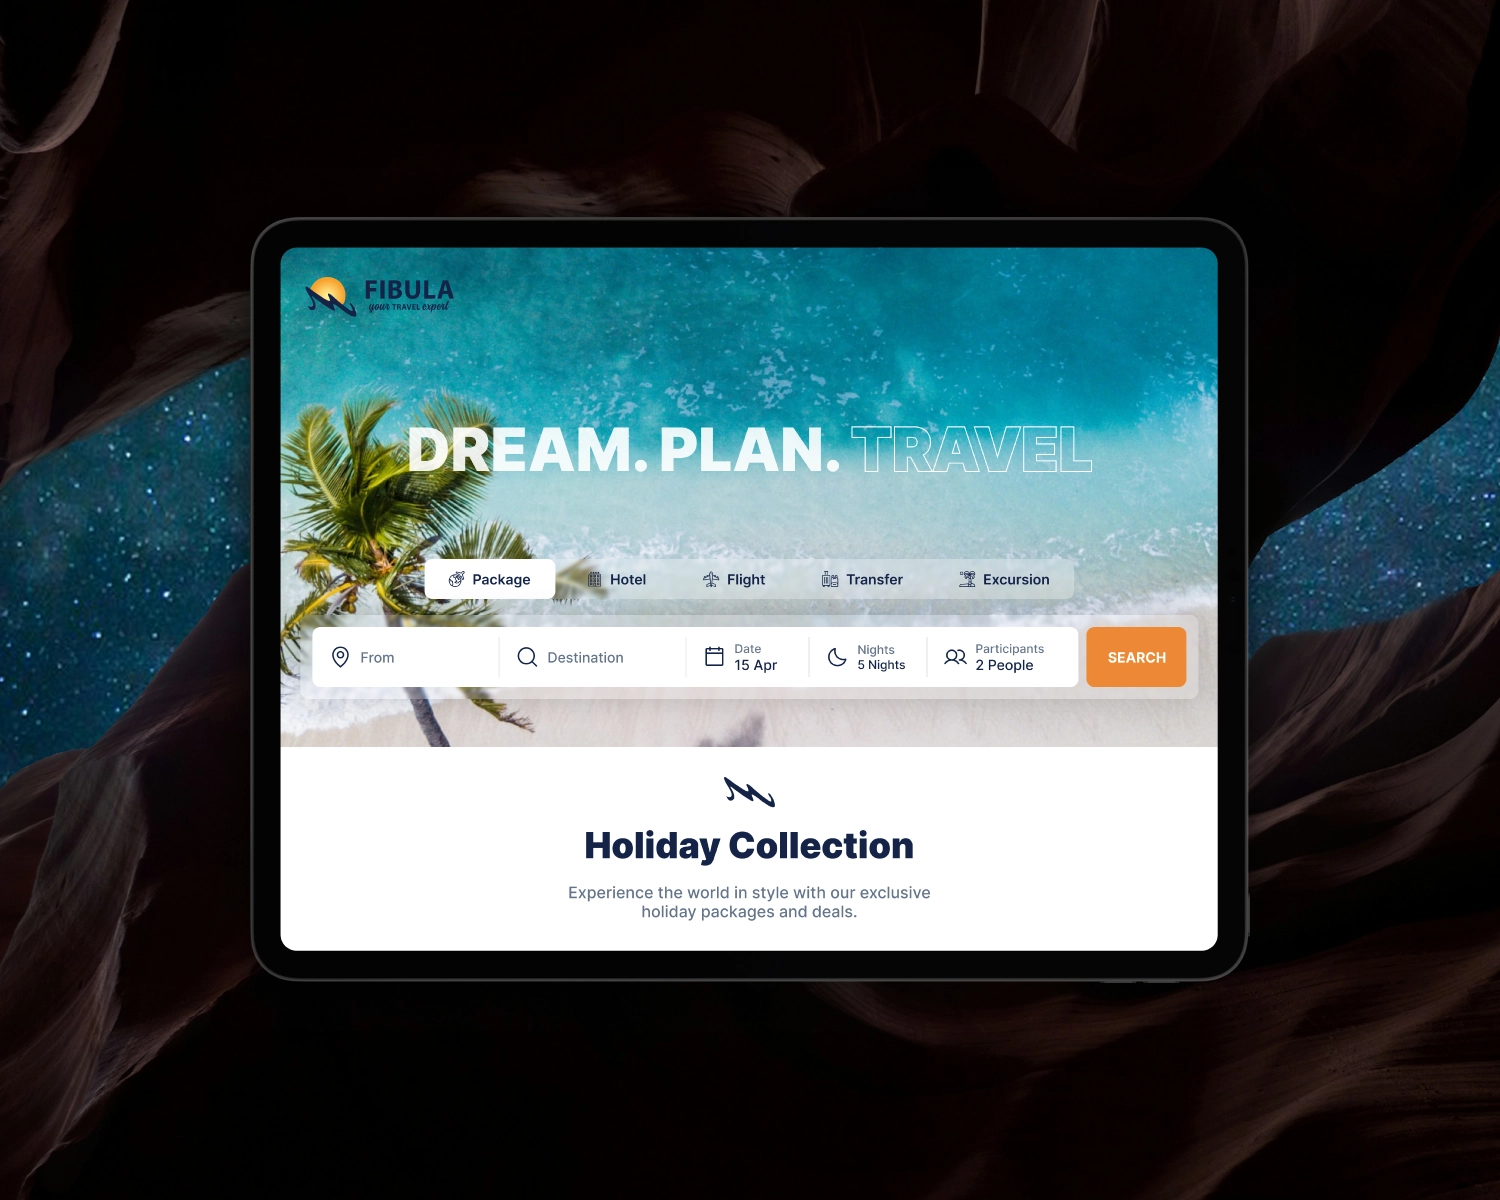 FIBULA
your TRAVEL expert
DREAM. PLAN. TRAVEL
Package Hotel Flight Transfer Excursion
From
Destination
Date
15 Apr
Nights
5 Nights
Participants
2 People
SEARCH
Holiday Collection
Experience the world in style with our exclusive
holiday packages and deals.